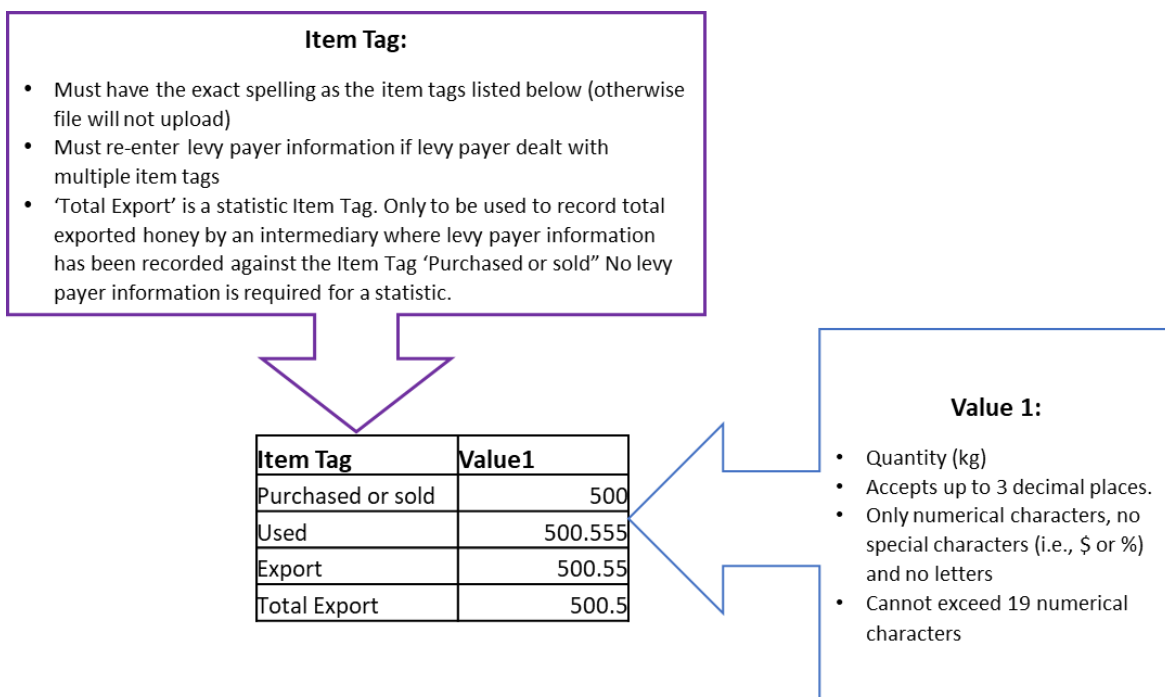 Item Tag:
• Must have the exact spelling as the item tags listed below (otherwise
file will not upload)
• Must re-enter levy payer information if levy payer dealt with
multiple item tags
• ‘Total Export’ is a statistic Item Tag. Only to be used to record total
exported honey by an intermediary where levy payer information
has been recorded against the Item Tag ‘Purchased or sold” No levy
payer information is required for a statistic.
Item Tag Value1
Purchased or sold 500
Used 500.555
Export 500.55
Total Export 500.5
Value 1:
• Quantity (kg)
• Accepts up to 3 decimal places.
• Only numerical characters, no
special characters (i.e., $ or %)
and no letters
• Cannot exceed 19 numerical
characters